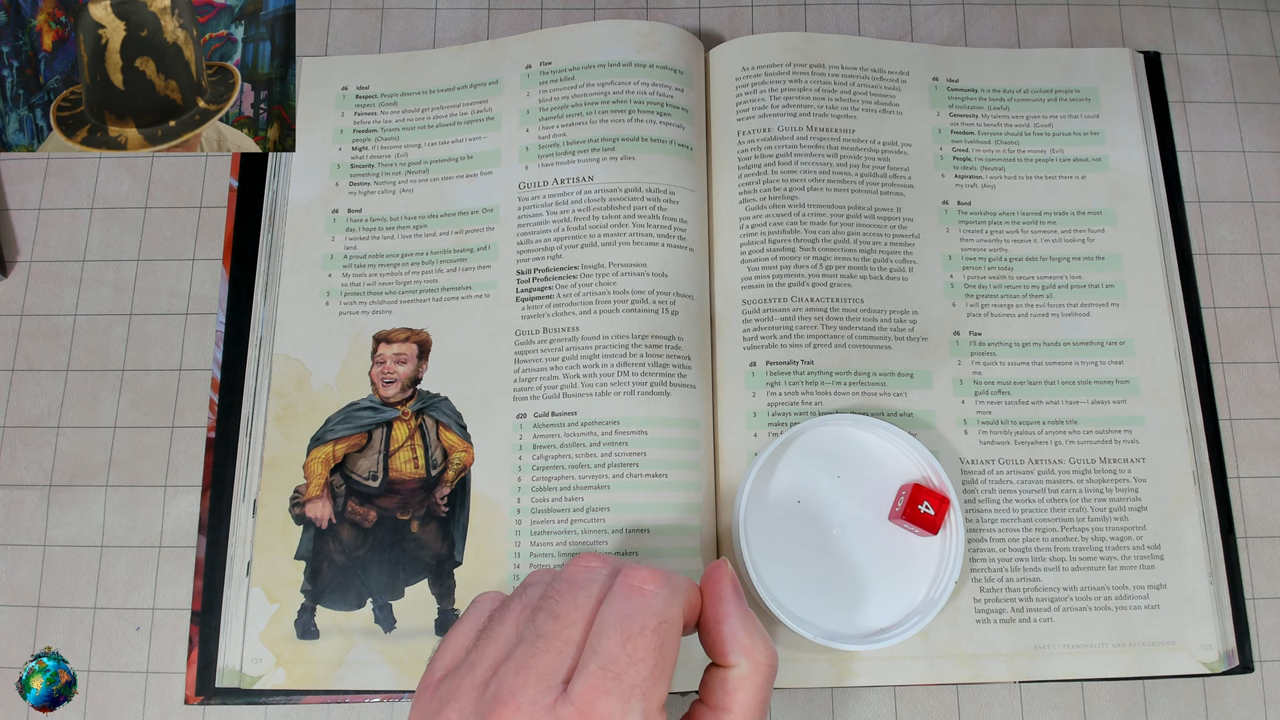 d6 Ideal
1 Respect. People deserve to be treated with dignity and
respect. (Good)
2 Fairness. No one should get preferential treatment
before the law, and no one is above the law. (Lawful)
3 Freedom. Tyrants must not be allowed to oppress the
people. (Chaotic)
4 Might. If I become strong, I can take what I want—
what I deserve. (Evil)
5 Sincerity. There's no good in pretending to be
something I'm not. (Neutral)
6 Destiny. Nothing and no one can steer me away from
my higher calling. (Any)
d6 Bond
1 I have a family, but I have no idea where they are. One
day, I hope to see them again.
2 I worked the land, I love the land, and I will protect the
land.
3 A proud noble once gave me a horrible beating, and I
will take my revenge on any bully I encounter.
4 My tools are symbols of my past life, and I carry them
so that I will never forget my roots.
5 I protect those who cannot protect themselves.
6 I wish my childhood sweetheart had come with me to
pursue my destiny.
132
d6 Flaw
1 The tyrant who rules my land will stop at nothing to
see me killed.
2 I'm convinced of the significance of my destiny, and
blind to my shortcomings and the risk of failure.
3 The people who knew me when I was young know my
shameful secret, so I can never go home again.
4 I have a weakness for the vices of the city, especially
hard drink.
5 Secretly, I believe that things would be better if I were a
tyrant lording over the land.
6 I have trouble trusting in my allies.
GUILD ARTISAN
You are a member of an artisan's guild, skilled in
a particular field and closely associated with other
artisans. You are a well-established part of the
mercantile world, freed by talent and wealth from the
constraints of a feudal social order. You learned your
skills as an apprentice to a master artisan, under the
sponsorship of your guild, until you became a master in
your own right.
Skill Proficiencies: Insight, Persuasion
Tool Proficiencies: One type of artisan's tools
Languages: One of your choice
Equipment: A set of artisan's tools (one of your choice),
a letter of introduction from your guild, a set of
traveler's clothes, and a pouch containing 15 gp
GUILD BUSINESS
Guilds are generally found in cities large enough to
support several artisans practicing the same trade.
However, your guild might instead be a loose network
of artisans who each work in a different village within
a larger realm. Work with your DM to determine the
nature of your guild. You can select your guild business
from the Guild Business table or roll randomly.
d20 Guild Business
1 Alchemists and apothecaries
2 Armorers, locksmiths, and finesmiths
3 Brewers, distillers, and vintners
4 Calligraphers, scribes, and scriveners
5 Carpenters, roofers, and plasterers
6 Cartographers, surveyors, and chart-makers
7 Cobblers and shoemakers
8 Cooks and bakers
9 Glassblowers and glaziers
10 Jewelers and gemcutters
11 Leatherworkers, skinners, and tanners
12 Masons and stonecutters
13 Painters, limners, sign-makers
14 Potters and
15
As a member of your guild, you know the skills needed
to create finished items from raw materials (reflected in
your proficiency with a certain kind of artisan's tools),
as well as the principles of trade and good business
practices. The question now is whether you abandon
your trade for adventure, or take on the extra effort to
weave adventuring and trade together.
FEATURE: GUILD MEMBERSHIP
As an established and respected member of a guild, you
can rely on certain benefits that membership provides.
Your fellow guild members will provide you with
lodging and food if necessary, and pay for your funeral
if needed. In some cities and towns, a guildhall offers a
central place to meet other members of your profession,
which can be a good place to meet potential patrons,
allies, or hirelings.
Guilds often wield tremendous political power. If
you are accused of a crime, your guild will support you
if a good case can be made for your innocence or the
crime is justifiable. You can also gain access to powerful
political figures through the guild, if you are a member
in good standing. Such connections might require the
donation of money or magic items to the guild's coffers.
You must pay dues of 5 gp per month to the guild. If
you miss payments, you must make up back dues to
remain in the guild's good graces.
SUGGESTED CHARACTERISTICS
Guild artisans are among the most ordinary people in
the world—until they set down their tools and take up
an adventuring career. They understand the value of
hard work and the importance of community, but they're
vulnerable to sins of greed and covetousness.
d8 Personality Trait
1 I believe that anything worth doing is worth doing
right. I can't help it—I'm a perfectionist.
2 I'm a snob who looks down on those who can't
appreciate fine art.
3 I always want to know how things work and what
makes
4 I'm
4
d6 Ideal
1 Community. It is the duty of all civilized people to
strengthen the bonds of community and the security
of civilization. (Lawful)
2 Generosity. My talents were given to me so that I could
use them to benefit the world. (Good)
3 Freedom. Everyone should be free to pursue his or her
own livelihood. (Chaotic)
4 Greed. I'm only in it for the money. (Evil)
5 People. I'm committed to the people I care about, not
to ideals. (Neutral)
6 Aspiration. I work hard to be the best there is at
my craft. (Any)
d6 Bond
1 The workshop where I learned my trade is the most
important place in the world to me.
2 I created a great work for someone, and then found
them unworthy to receive it. I'm still looking for
someone worthy.
3 I owe my guild a great debt for forging me into the
person I am today.
4 I pursue wealth to secure someone's love.
5 One day I will return to my guild and prove that I am
the greatest artisan of them all.
6 I will get revenge on the evil forces that destroyed my
place of business and ruined my livelihood.
d6 Flaw
1 I'll do anything to get my hands on something rare or
priceless.
2 I'm quick to assume that someone is trying to cheat
me.
3 No one must ever learn that I once stole money from
guild coffers.
4 I'm never satisfied with what I have—I always want
more.
5 I would kill to acquire a noble title.
6 I'm horribly jealous of anyone who can outshine my
handiwork. Everywhere I go, I'm surrounded by rivals.
VARIANT GUILD ARTISAN: GUILD MERCHANT
Instead of an artisans' guild, you might belong to a
guild of traders, caravan masters, or shopkeepers. You
don't craft items yourself but earn a living by buying
and selling the works of others (or the raw materials
artisans need to practice their craft). Your guild might
be a large merchant consortium (or family) with
interests across the region. Perhaps you transported
goods from one place to another, by ship, wagon, or
caravan, or bought them from traveling traders and sold
them in your own little shop. In some ways, the traveling
merchant's life lends itself to adventure far more than
the life of an artisan.
Rather than proficiency with artisan's tools, you might
be proficient with navigator's tools or an additional
language. And instead of artisan's tools, you can start
with a mule and a cart.
PART 1 | PERSONALITY AND BACKGROUND 133